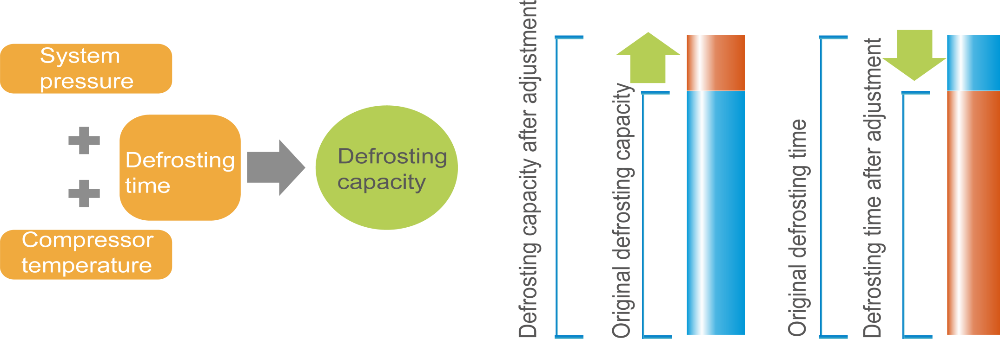 System
pressure
Defrosting
time
Compressor
temperature
Defrosting
capacity
Defrosting capacity after adjustment
Original defrosting capacity
Original defrosting time
Defrosting time after adjustment